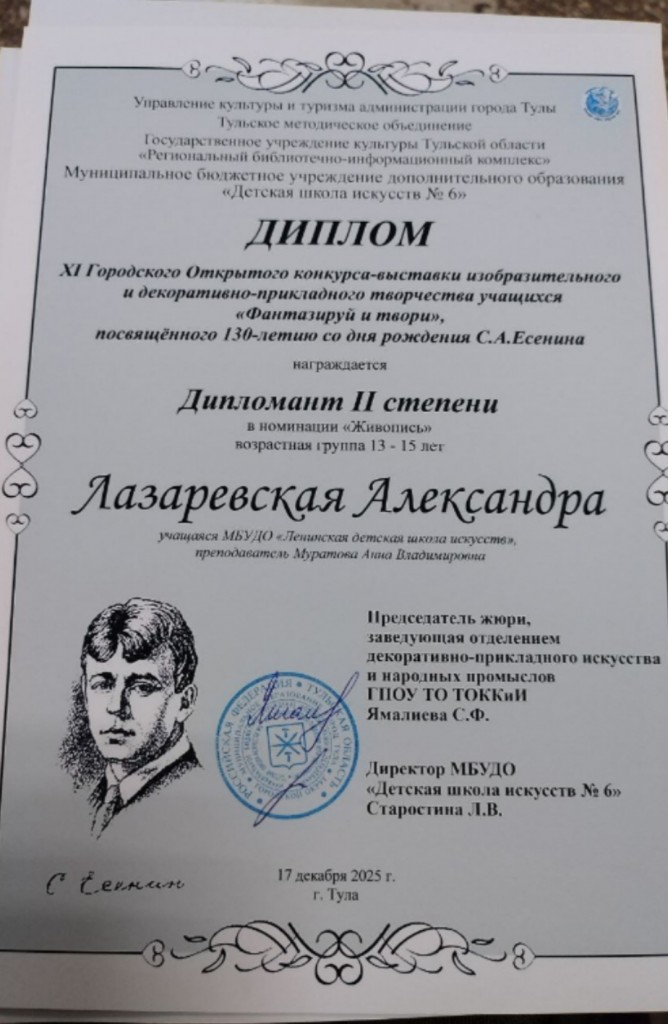 Управление культуры и туризма администрации города Тулы
Тульское методическое объединение
Государственное учреждение культуры Тульской области
«Региональный библиотечно-информационный комплекс»
Муниципальное бюджетное учреждение дополнительного образования
«Детская школа искусств № 6»
ДИПЛОМ
XI Городского Открытого конкурса-выставки изобразительного
и декоративно-прикладного творчества учащихся
«Фантазируй и твори»,
посвящённого 130-летию со дня рождения С.А.Есенина
награждается
Дипломант II степени
в номинации «Живопись»
возрастная группа 13 - 15 лет
Лазаревская Александра
учащаяся МБУДО «Ленинская детская школа искусств»,
преподаватель Муратова Анна Владимировна
Председатель жюри,
заведующая отделением
декоративно-прикладного искусства
и народных промыслов
ГПОУ ТО ТОККиИ
Ямалиева С.Ф.
РОССИЙСКАЯ ФЕДЕРАЦИЯ • ТУЛЬСКАЯ ОБЛАСТЬ
Директор МБУДО
«Детская школа искусств № 6»
Старостина Л.В.
С Есенин
17 декабря 2025 г.
г. Тула